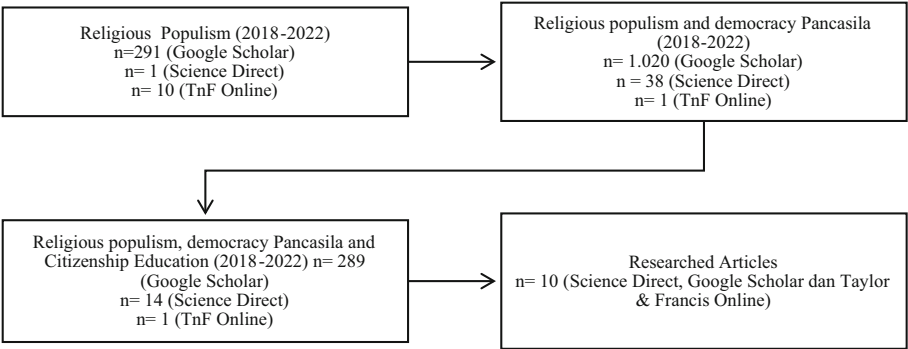 Religious Populism (2018-2022)
n=291 (Google Scholar)
n= 1 (Science Direct)
n= 10 (TnF Online)
Religious populism and democracy Pancasila
(2018-2022)
n= 1.020 (Google Scholar)
n = 38 (Science Direct)
n= 1 (TnF Online)
Religious populism, democracy Pancasila and
Citizenship Education (2018-2022) n= 289
(Google Scholar)
n= 14 (Science Direct)
n= 1 (TnF Online)
Researched Articles
n= 10 (Science Direct, Google Scholar dan Taylor
& Francis Online)